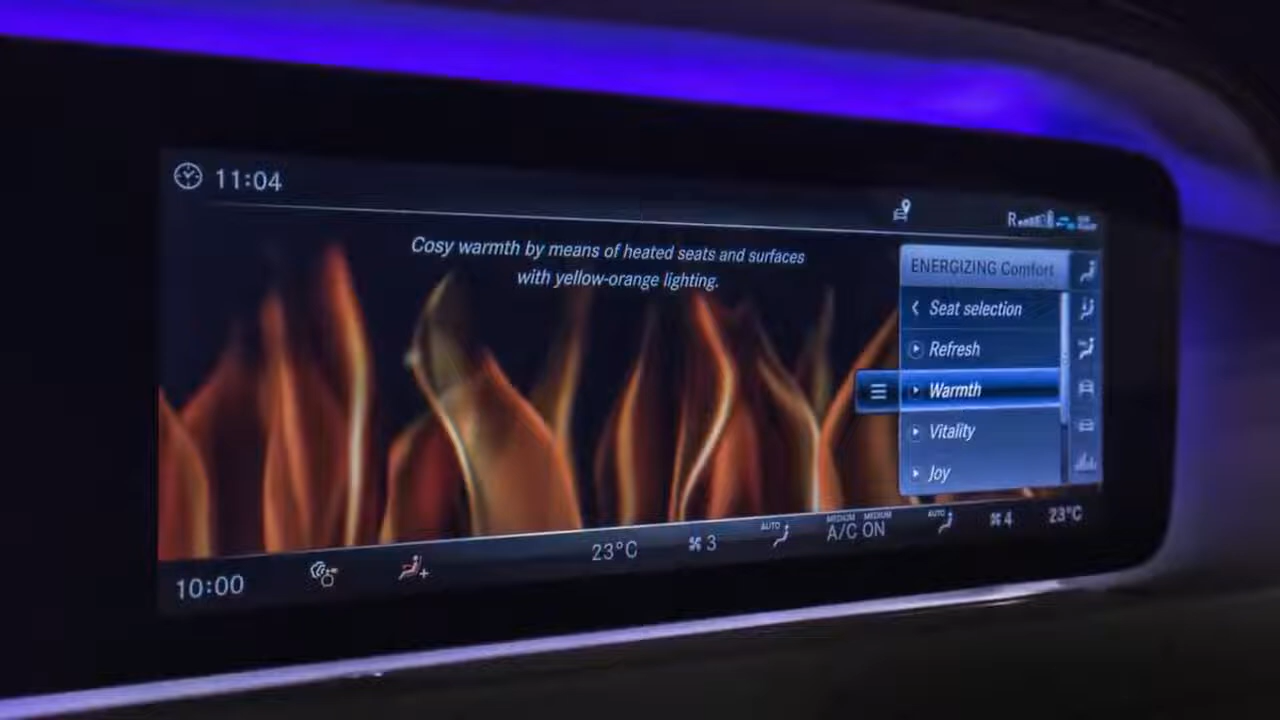 11:04
R
Cosy warmth by means of heated seats and surfaces
with yellow-orange lighting.
ENERGIZING Comfort
Seat selection
Refresh
Warmth
Vitality
Joy
10:00
23°C
3
AUTO
MEDIUM MEDIUM
A/C ON
AUTO
4
23°C